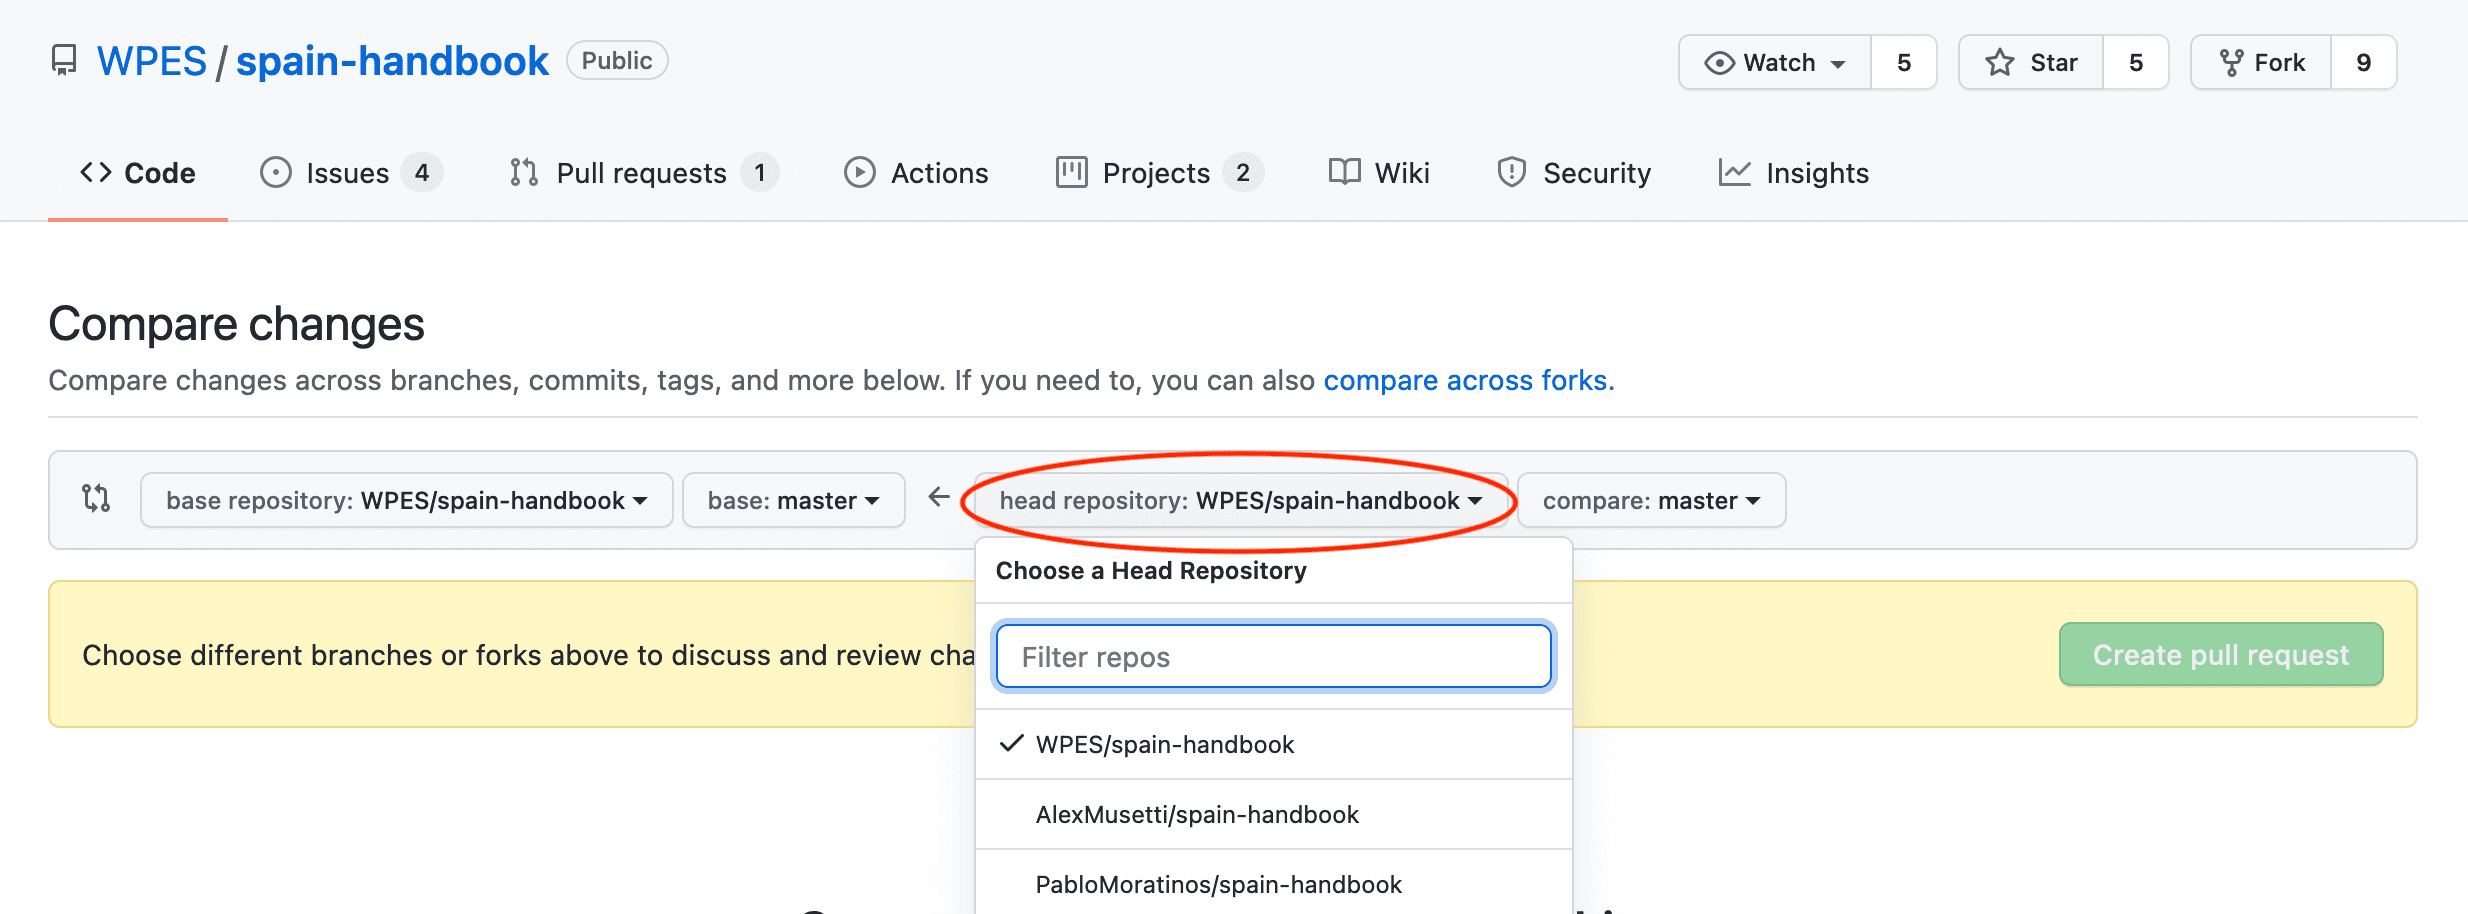 WPES / spain-handbook Public Watch 5 Star 5 Fork 9
Code Issues 4 Pull requests 1 Actions Projects 2 Wiki Security Insights
Compare changes
Compare changes across branches, commits, tags, and more below. If you need to, you can also compare across forks.
base repository: WPES/spain-handbook base: master head repository: WPES/spain-handbook compare: master
Choose a Head Repository
Filter repos
Choose different branches or forks above to discuss and review Create pull request
WPES/spain-handbook
AlexMusetti/spain-handbook
PabloMoratinos/spain-handbook